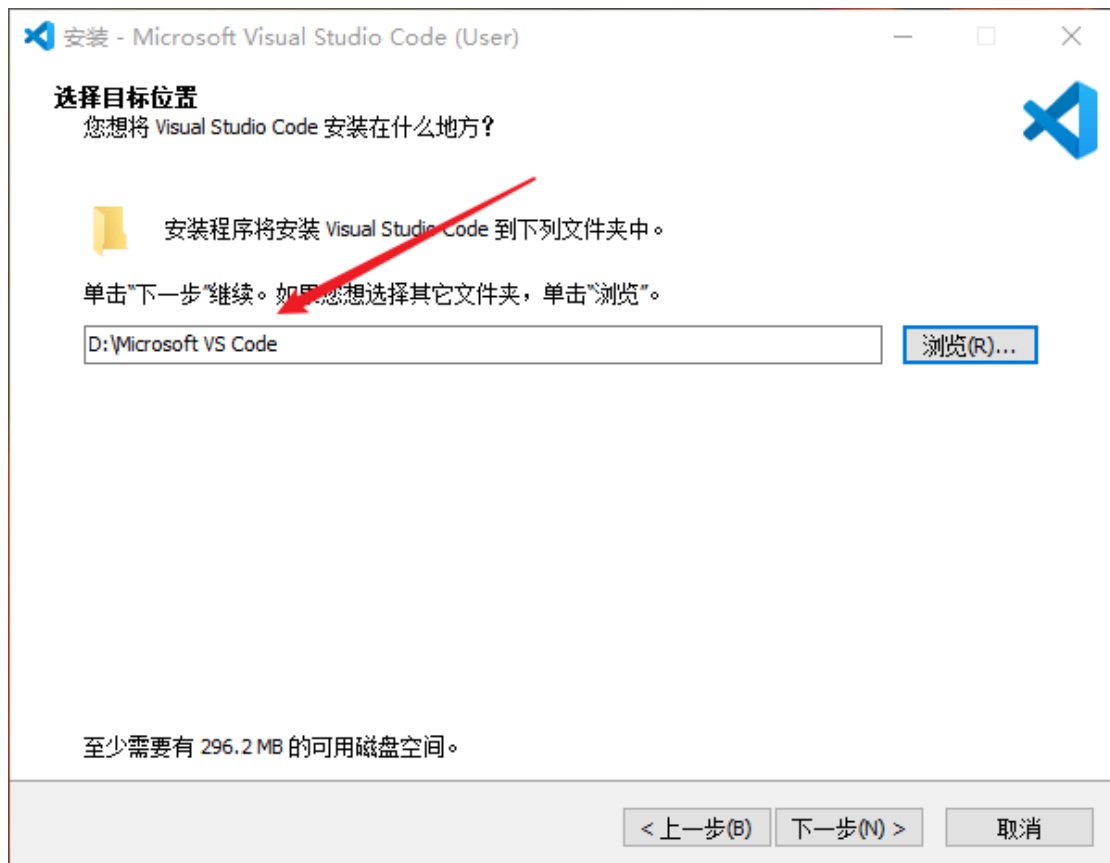 安装 - Microsoft Visual Studio Code (User)
选择目标位置
您想将 Visual Studio Code 安装在什么地方?
安装程序将安装 Visual Studio Code 到下列文件夹中。
单击"下一步"继续。如果您想选择其它文件夹，单击"浏览"。
D:\Microsoft VS Code
浏览(R)...
至少需要有 296.2 MB 的可用磁盘空间。
< 上一步(B)
下一步(N) >
取消